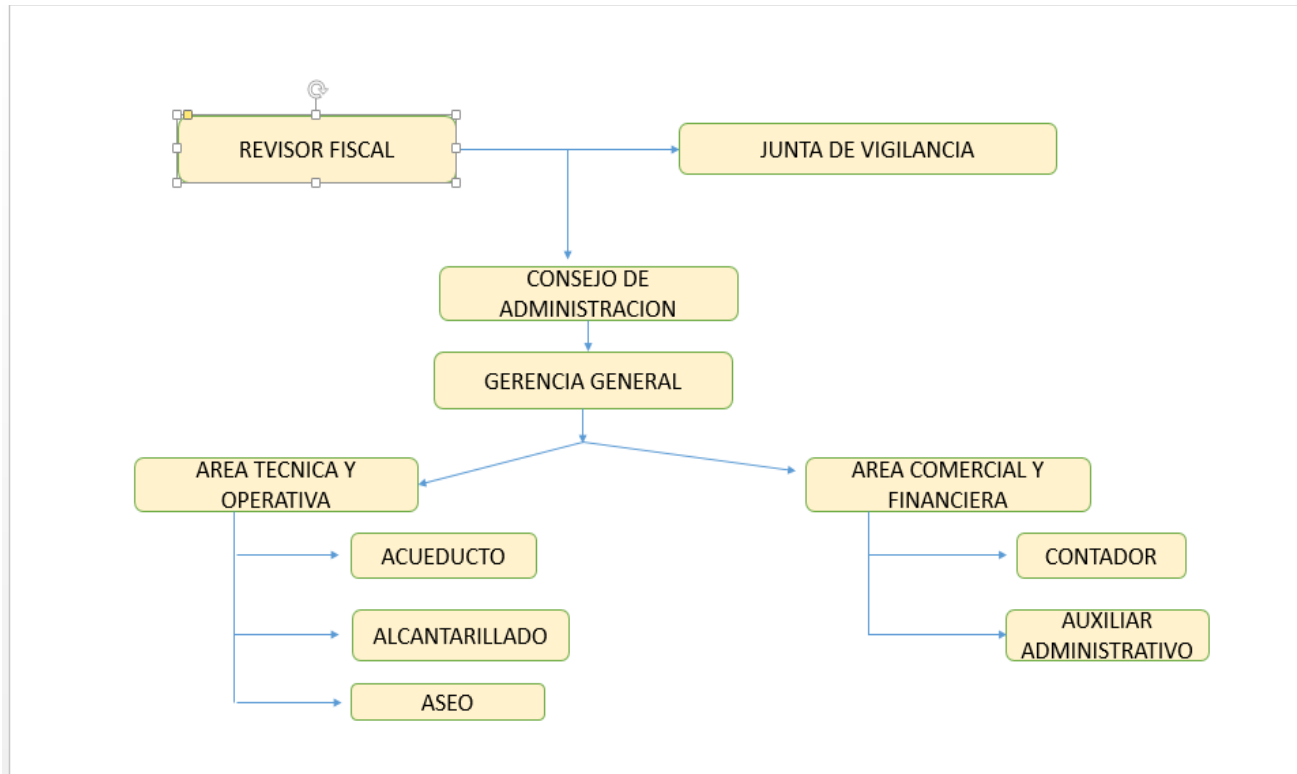 REVISOR FISCAL
JUNTA DE VIGILANCIA
CONSEJO DE
ADMINISTRACION
GERENCIA GENERAL
AREA TECNICA Y
OPERATIVA
AREA COMERCIAL Y
FINANCIERA
ACUEDUCTO
CONTADOR
ALCANTARILLADO
AUXILIAR
ADMINISTRATIVO
ASEO